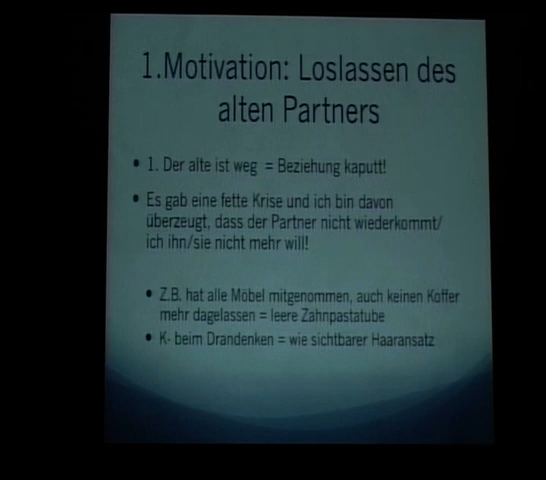 1.Motivation: Loslassen des
alten Partners
• 1. Der alte ist weg = Beziehung kaputt!
• Es gab eine fette Krise und ich bin davon
überzeugt, dass der Partner nicht wiederkommt/
ich ihn/sie nicht mehr will!
• Z.B. hat alle Möbel mitgenommen, auch keinen Koffer
mehr dagelassen = leere Zahnpastatube
• K- beim Drandenken = wie sichtbarer Haaransatz